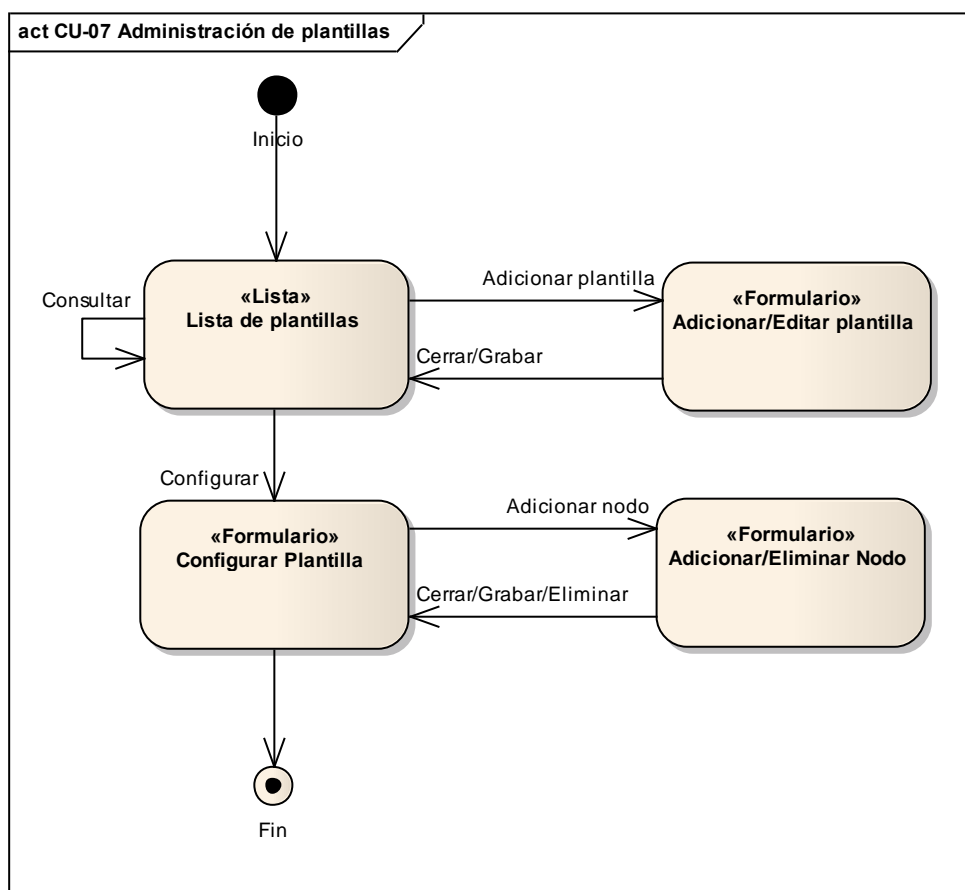 act CU-07 Administración de plantillas
Inicio
Consultar
«Lista»
Lista de plantillas
Adicionar plantilla
«Formulario»
Adicionar/Editar plantilla
Cerrar/Grabar
Configurar
«Formulario»
Configurar Plantilla
Adicionar nodo
«Formulario»
Adicionar/Eliminar Nodo
Cerrar/Grabar/Eliminar
Fin